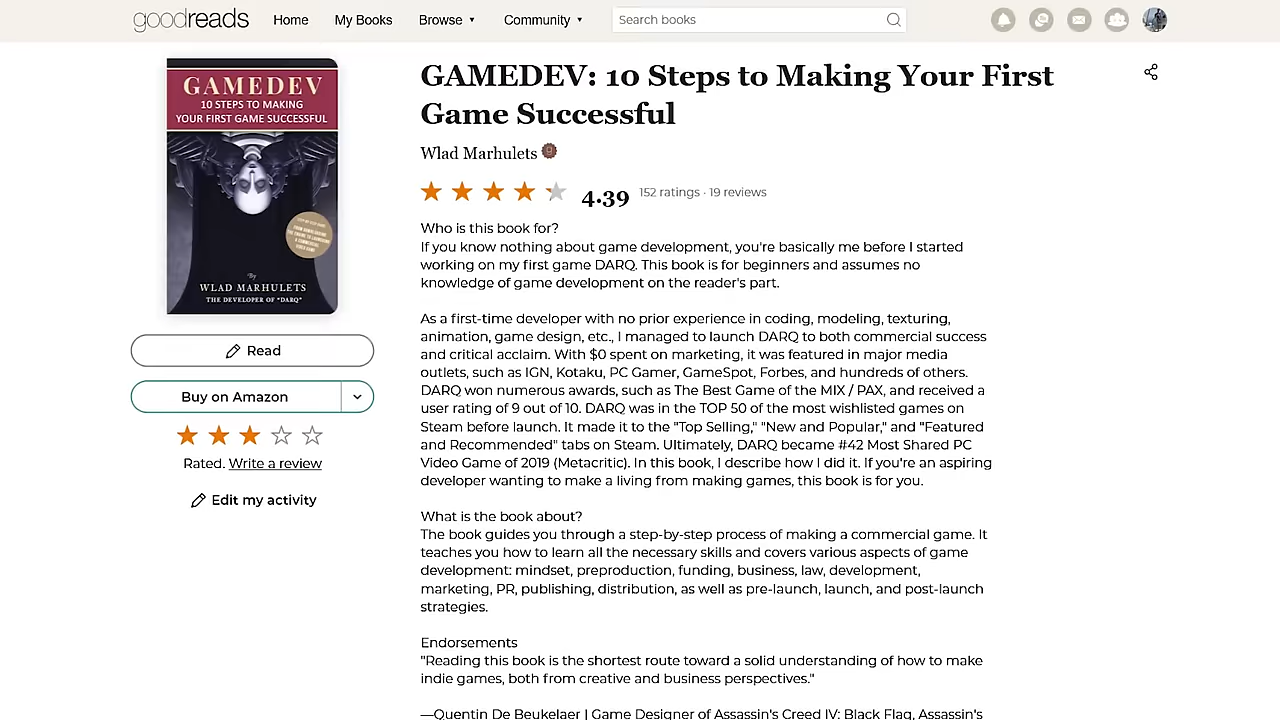 goodreads Home My Books Browse ▼ Community ▼ Search books
GAMEDEV
10 STEPS TO MAKING
YOUR FIRST GAME SUCCESSFUL
By
WLAD MARHULETS
THE DEVELOPER OF "DARQ"
Read
Buy on Amazon
Rated. Write a review
Edit my activity
GAMEDEV: 10 Steps to Making Your First
Game Successful
Wlad Marhulets
4.39 152 ratings · 19 reviews
Who is this book for?
If you know nothing about game development, you're basically me before I started
working on my first game DARQ. This book is for beginners and assumes no
knowledge of game development on the reader's part.
As a first-time developer with no prior experience in coding, modeling, texturing,
animation, game design, etc., I managed to launch DARQ to both commercial success
and critical acclaim. With $0 spent on marketing, it was featured in major media
outlets, such as IGN, Kotaku, PC Gamer, GameSpot, Forbes, and hundreds of others.
DARQ won numerous awards, such as The Best Game of the MIX / PAX, and received a
user rating of 9 out of 10. DARQ was in the TOP 50 of the most wishlisted games on
Steam before launch. It made it to the "Top Selling," "New and Popular," and "Featured
and Recommended" tabs on Steam. Ultimately, DARQ became #42 Most Shared PC
Video Game of 2019 (Metacritic). In this book, I describe how I did it. If you're an aspiring
developer wanting to make a living from making games, this book is for you.
What is the book about?
The book guides you through a step-by-step process of making a commercial game. It
teaches you how to learn all the necessary skills and covers various aspects of game
development: mindset, preproduction, funding, business, law, development,
marketing, PR, publishing, distribution, as well as pre-launch, launch, and post-launch
strategies.
Endorsements
"Reading this book is the shortest route toward a solid understanding of how to make
indie games, both from creative and business perspectives."
—Quentin De Beukelaer | Game Designer of Assassin's Creed IV: Black Flag, Assassin's